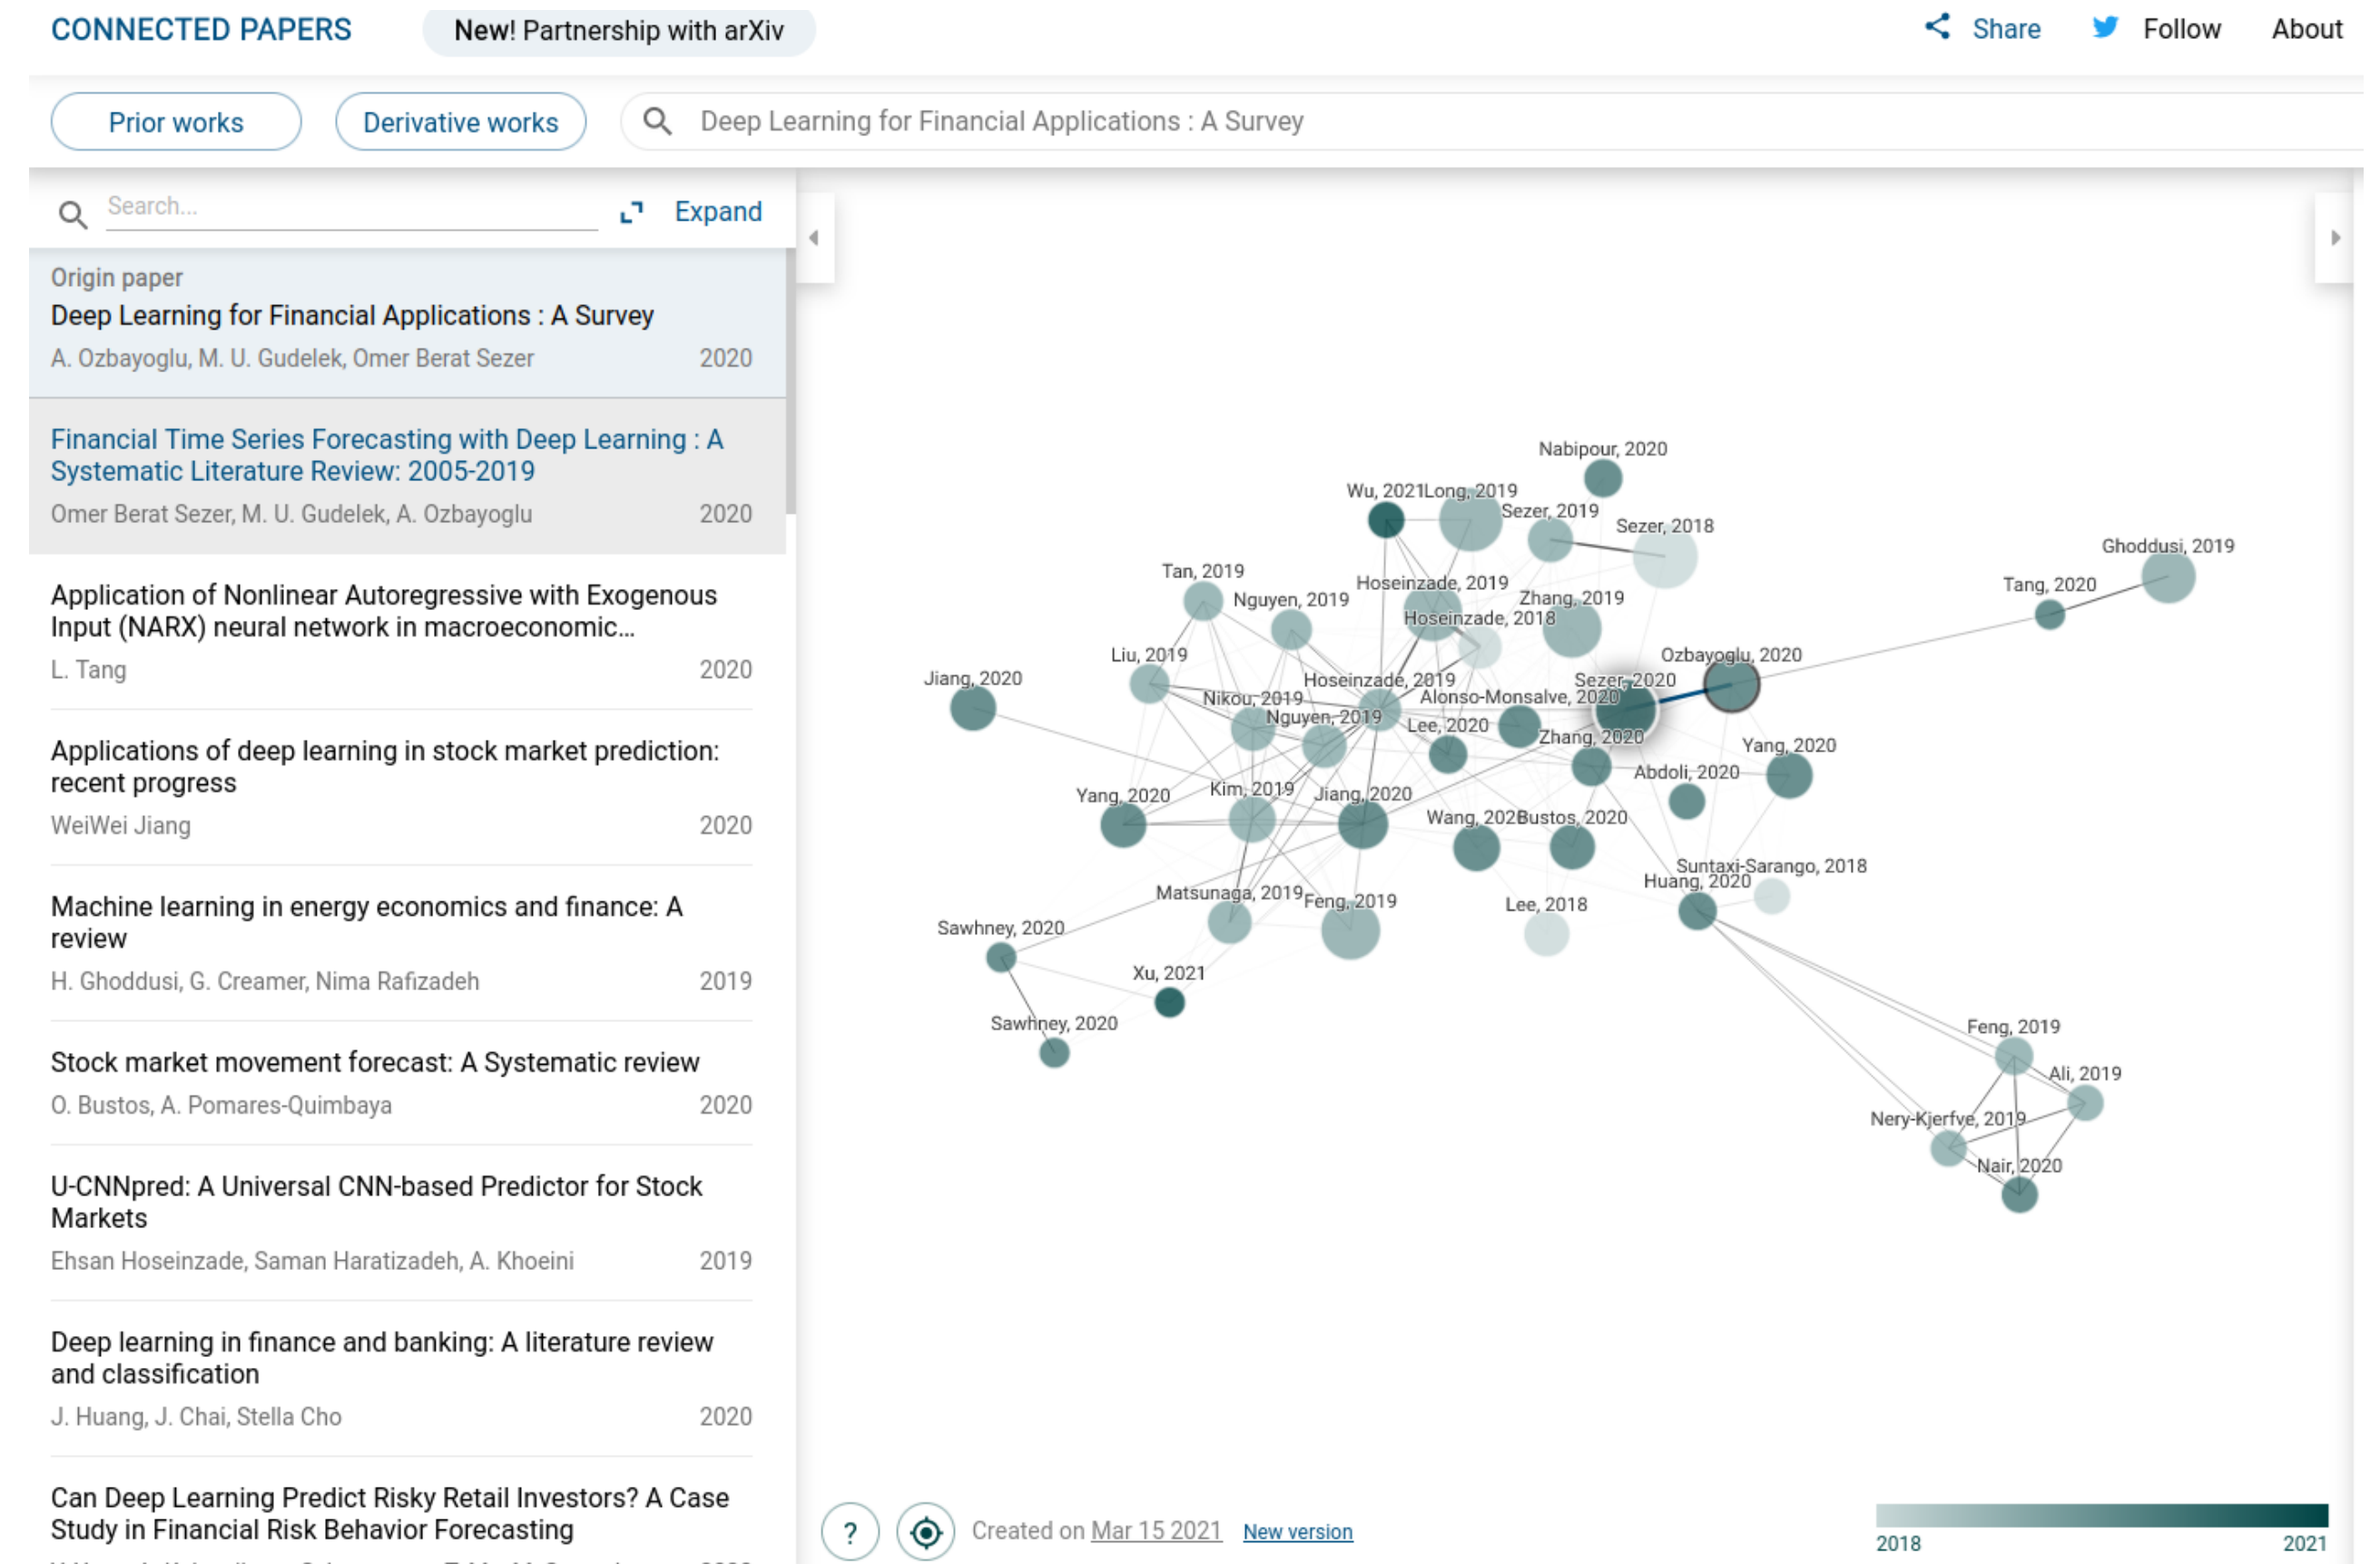 CONNECTED PAPERS
New! Partnership with arXiv
Share
Follow
About
Prior works
Derivative works
Deep Learning for Financial Applications : A Survey
Search...
Expand
Origin paper
Deep Learning for Financial Applications : A Survey
A. Ozbayoglu, M. U. Gudelek, Omer Berat Sezer 2020
Financial Time Series Forecasting with Deep Learning : A
Systematic Literature Review: 2005-2019
Omer Berat Sezer, M. U. Gudelek, A. Ozbayoglu 2020
Application of Nonlinear Autoregressive with Exogenous
Input (NARX) neural network in macroeconomic...
L. Tang 2020
Applications of deep learning in stock market prediction:
recent progress
WeiWei Jiang 2020
Machine learning in energy economics and finance: A
review
H. Ghoddusi, G. Creamer, Nima Rafizadeh 2019
Stock market movement forecast: A Systematic review
O. Bustos, A. Pomares-Quimbaya 2020
U-CNNpred: A Universal CNN-based Predictor for Stock
Markets
Ehsan Hoseinzade, Saman Haratizadeh, A. Khoeini 2019
Deep learning in finance and banking: A literature review
and classification
J. Huang, J. Chai, Stella Cho 2020
Can Deep Learning Predict Risky Retail Investors? A Case
Study in Financial Risk Behavior Forecasting
Nabipour, 2020
Wu, 2021
Long, 2019
Sezer, 2019
Sezer, 2018
Ghoddusi, 2019
Tang, 2020
Tan, 2019
Nguyen, 2019
Hoseinzade, 2019
Zhang, 2019
Hoseinzade, 2018
Liu, 2019
Ozbayoglu, 2020
Jiang, 2020
Hoseinzade, 2019
Sezer, 2020
Nikou, 2019
Alonso-Monsalve, 2020
Nguyen, 2019
Lee, 2020
Zhang, 2020
Yang, 2020
Abdoli, 2020
Yang, 2020
Kim, 2019
Jiang, 2020
Wang, 2020
Bustos, 2020
Suntaxi-Sarango, 2018
Huang, 2020
Matsunaga, 2019
Feng, 2019
Lee, 2018
Sawhney, 2020
Xu, 2021
Sawhney, 2020
Feng, 2019
Ali, 2019
Nery-Kjerfve, 2019
Nair, 2020
?
Created on Mar 15 2021
New version
2018
2021